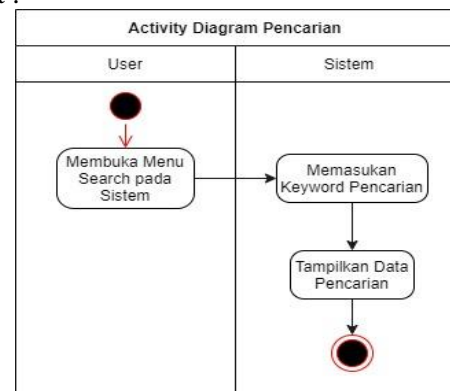 Activity Diagram Pencarian
User
Sistem
Membuka Menu
Search pada
Sistem
Memasukan
Keyword Pencarian
Tampilkan Data
Pencarian